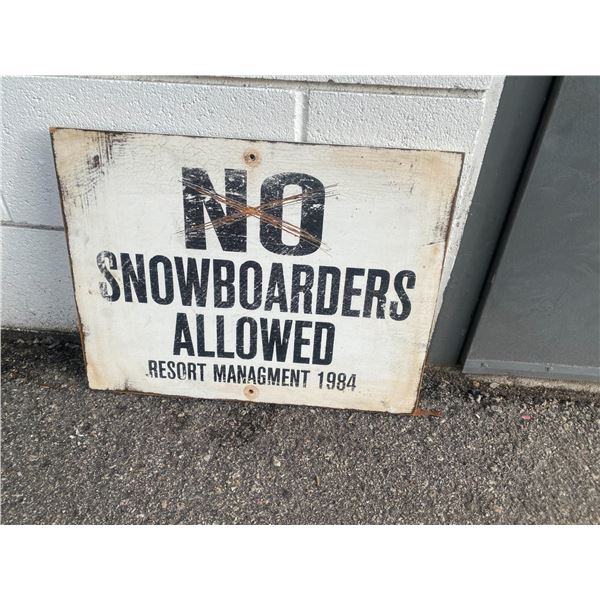 NO
SNOWBOARDERS
ALLOWED
RESORT MANAGMENT 1984